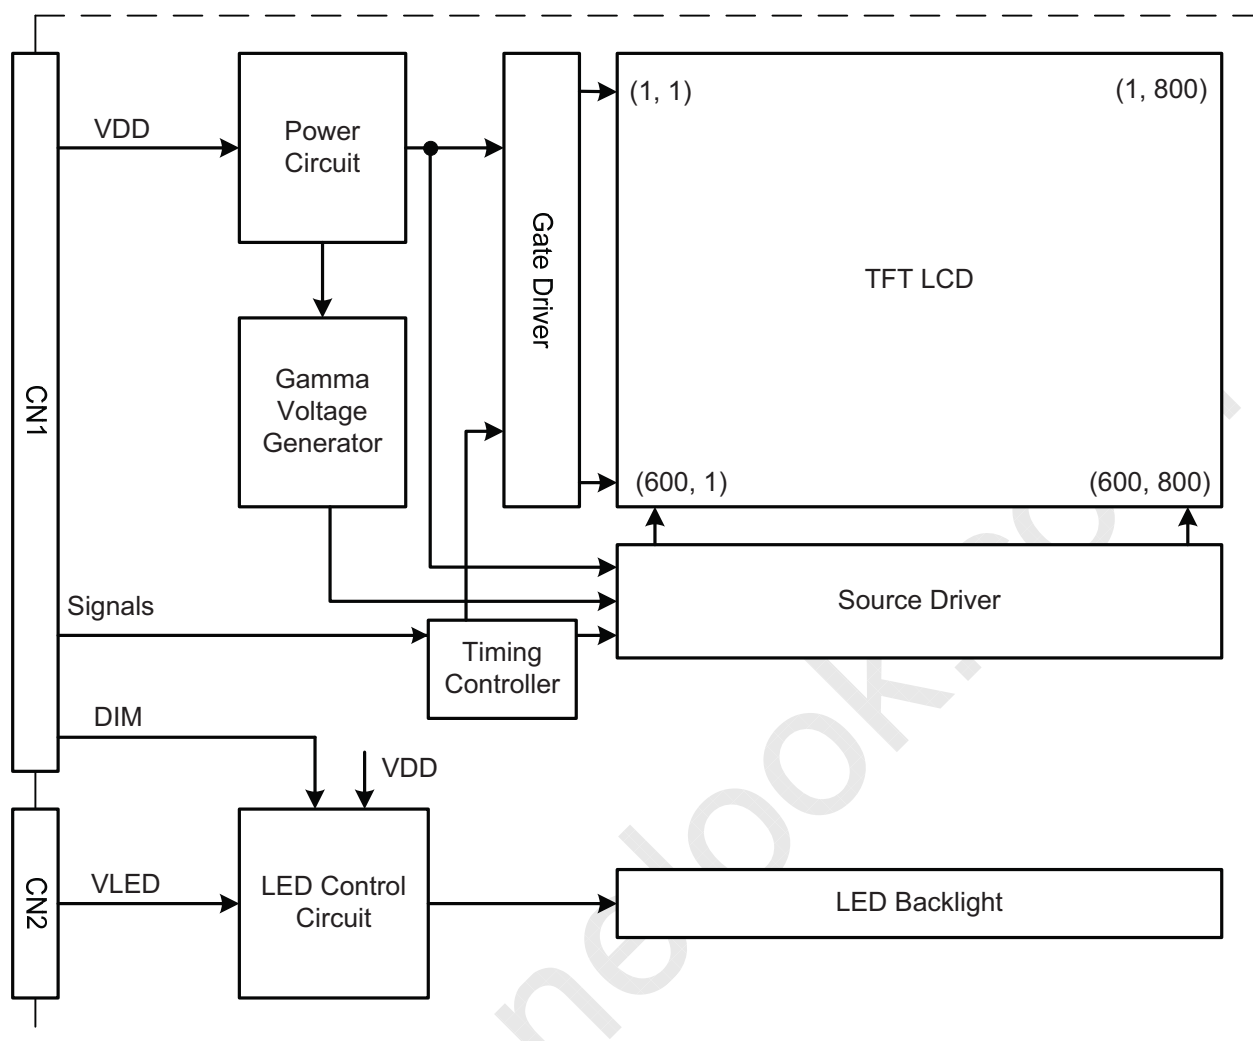 VDD
Power
Circuit
(1, 1)
(1, 800)
Gate Driver
TFT LCD
CN1
Gamma
Voltage
Generator
(600, 1)
(600, 800)
Signals
Source Driver
Timing
Controller
DIM
VDD
CN2
VLED
LED Control
Circuit
LED Backlight